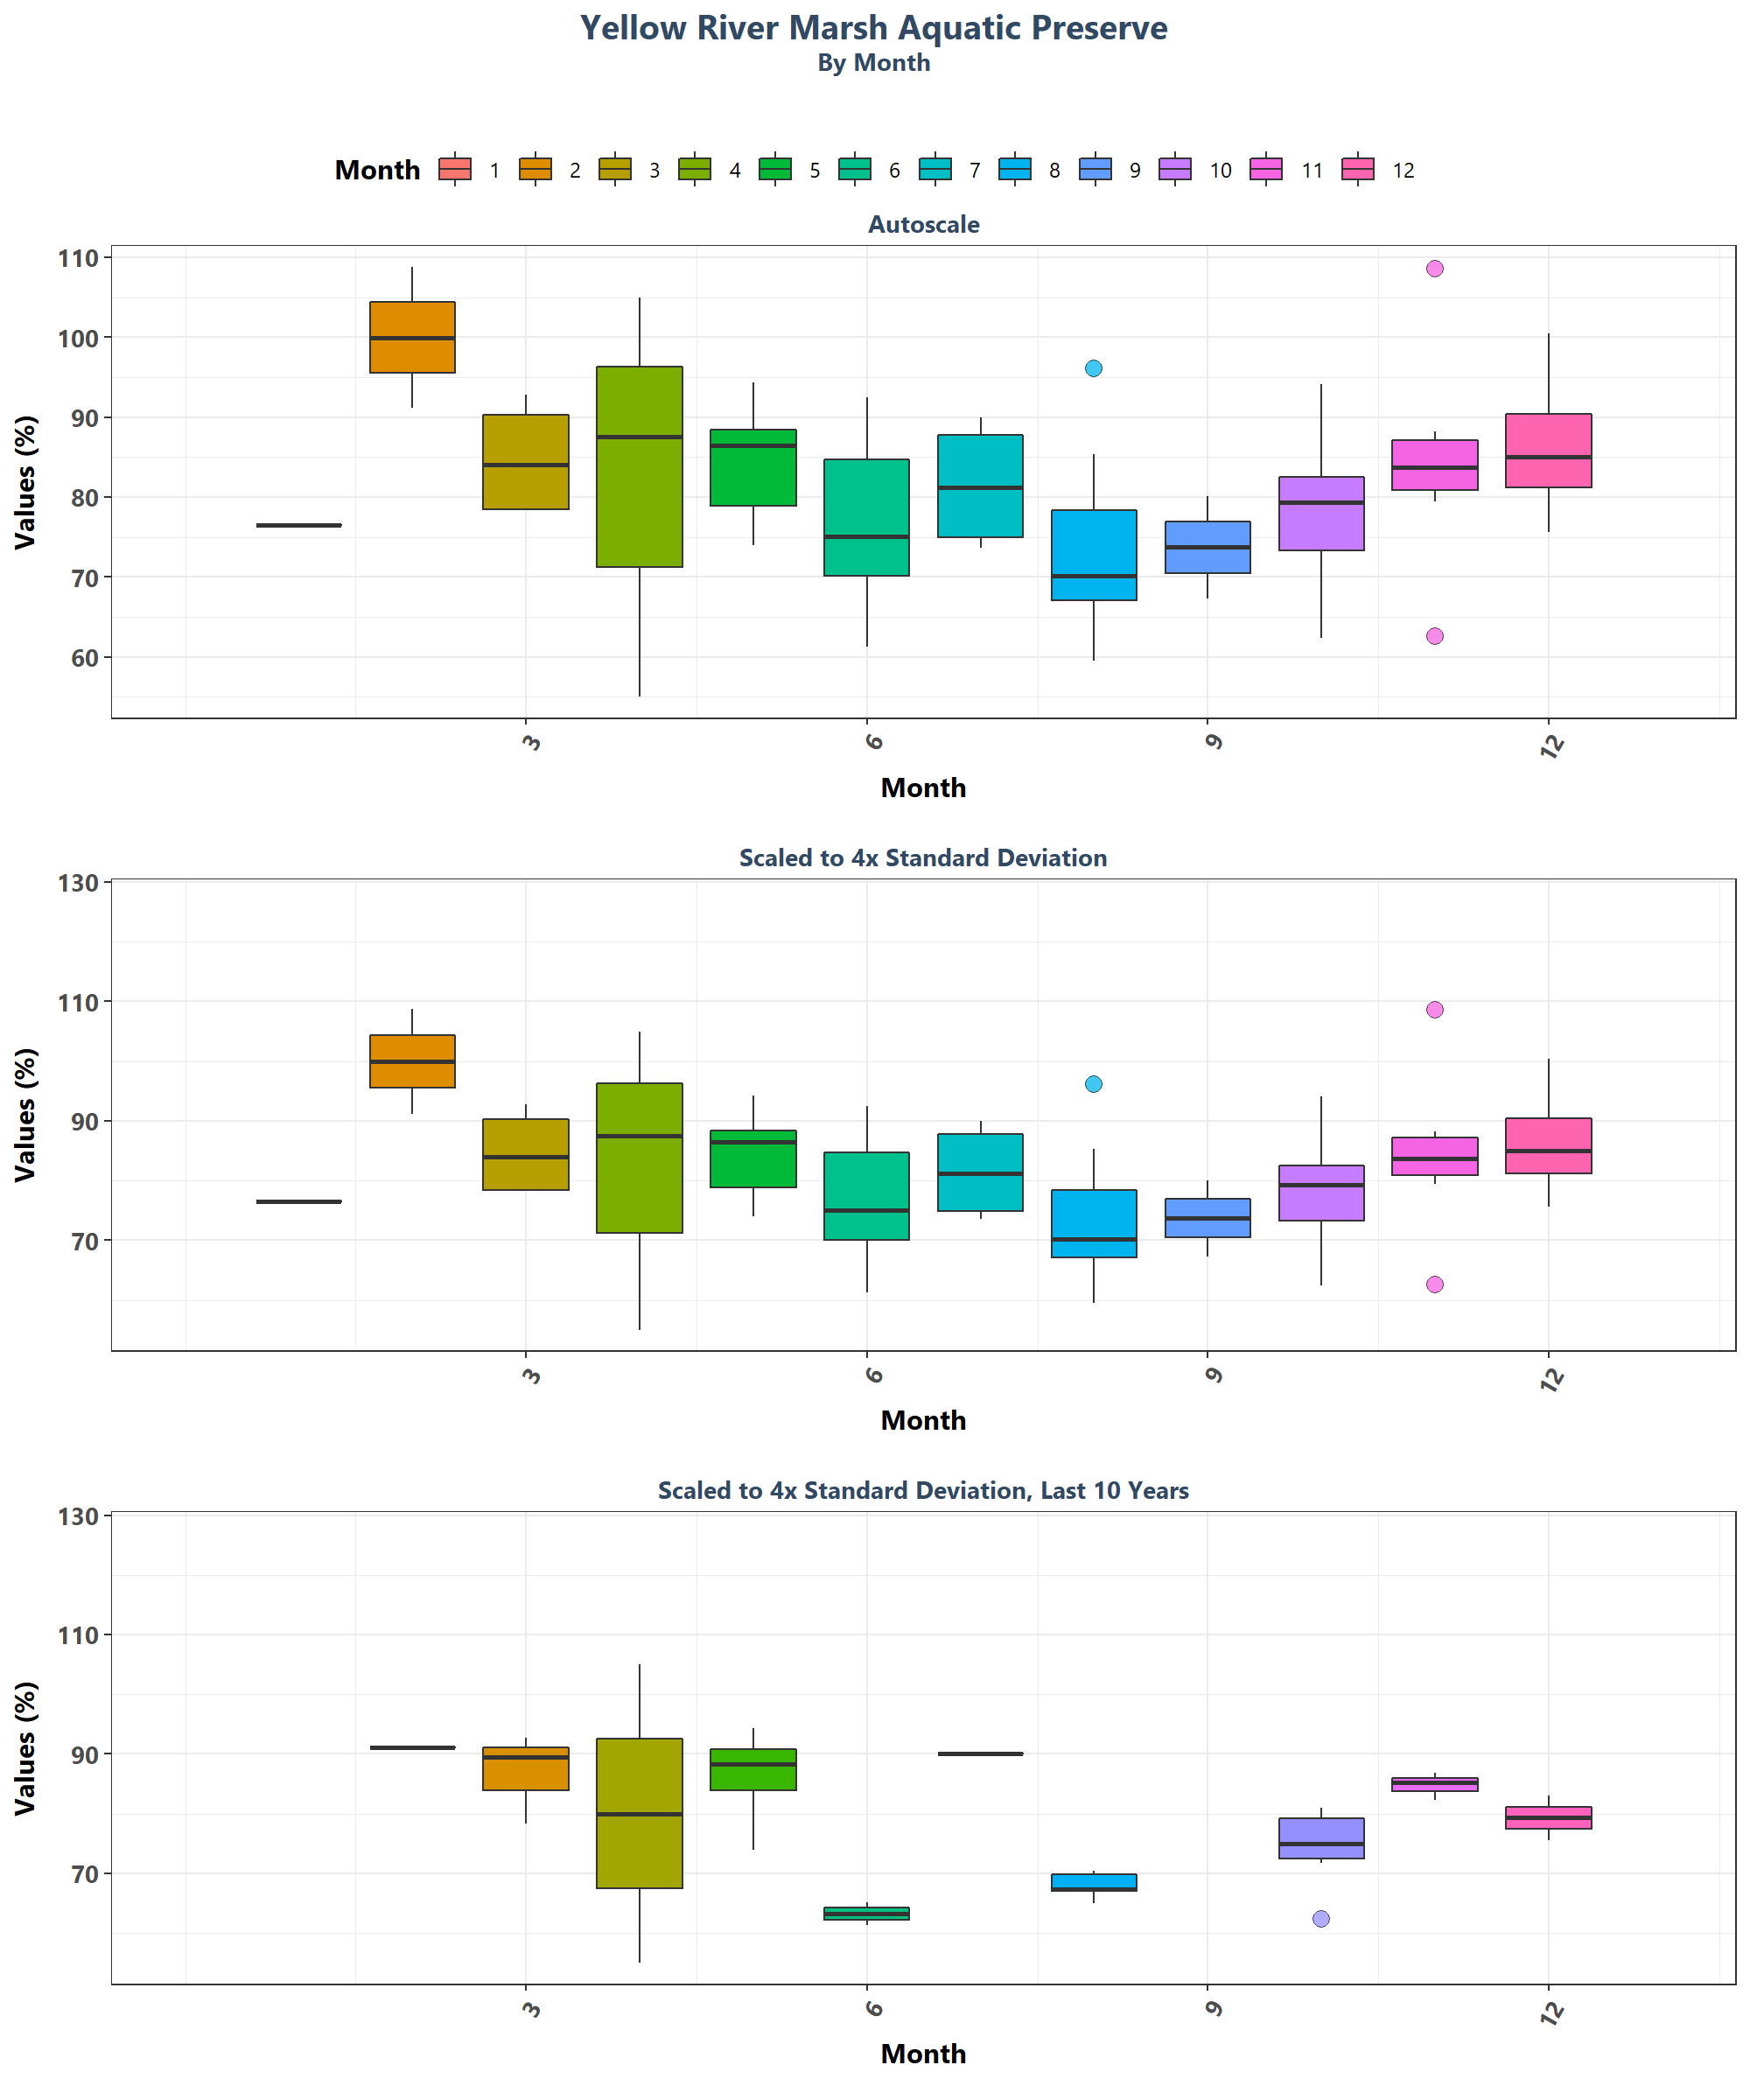 Yellow River Marsh Aquatic Preserve
By Month
Month 1 2 3 4 5 6 7 8 9 10 11 12
Autoscale
Values (%)
110
100
90
80
70
60
3 6 9 12
Month
Scaled to 4x Standard Deviation
Values (%)
130
110
90
70
3 6 9 12
Month
Scaled to 4x Standard Deviation, Last 10 Years
Values (%)
130
110
90
70
3 6 9 12
Month